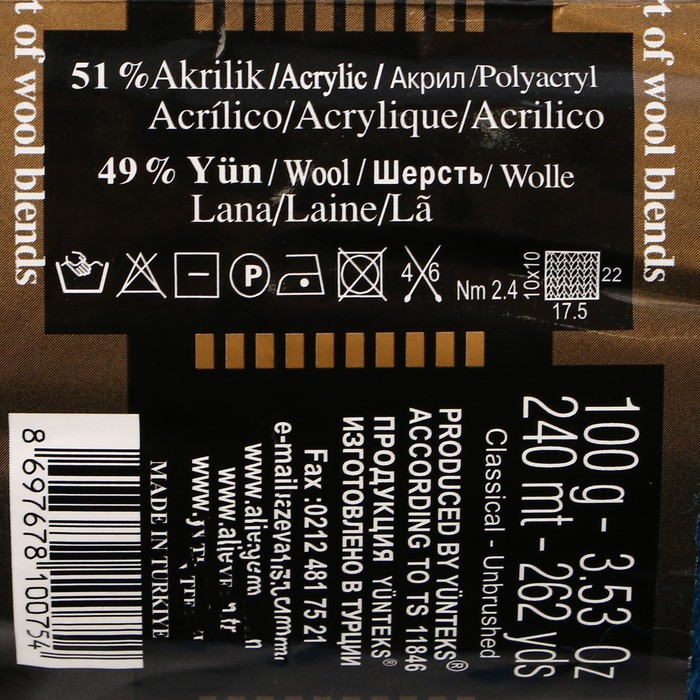 51 % Akrilik / Acrylic / Акрил / Polyacryl
Acrílico/Acrylique/Acrilico
49 % Yün / Wool / Шерсть / Wolle
Lana/Laine/Lã
P
4 6
Nm 2.4
10x10
22
17.5
t of wool blends
t of wool blends
100 g - 3.53 Oz
240 mt - 262 yds
Classical - Unbrushed
PRODUCED BY YÜNTEKS®
ACCORDING TO TS 11846
ПРОДУКЦИЯ YÜNTEKS®
ИЗГОТОВЛЕНО В ТУРЦИИ
Fax :0212 481 75 21
e-mail:
MADE IN TURKIYE
8 697678 100754